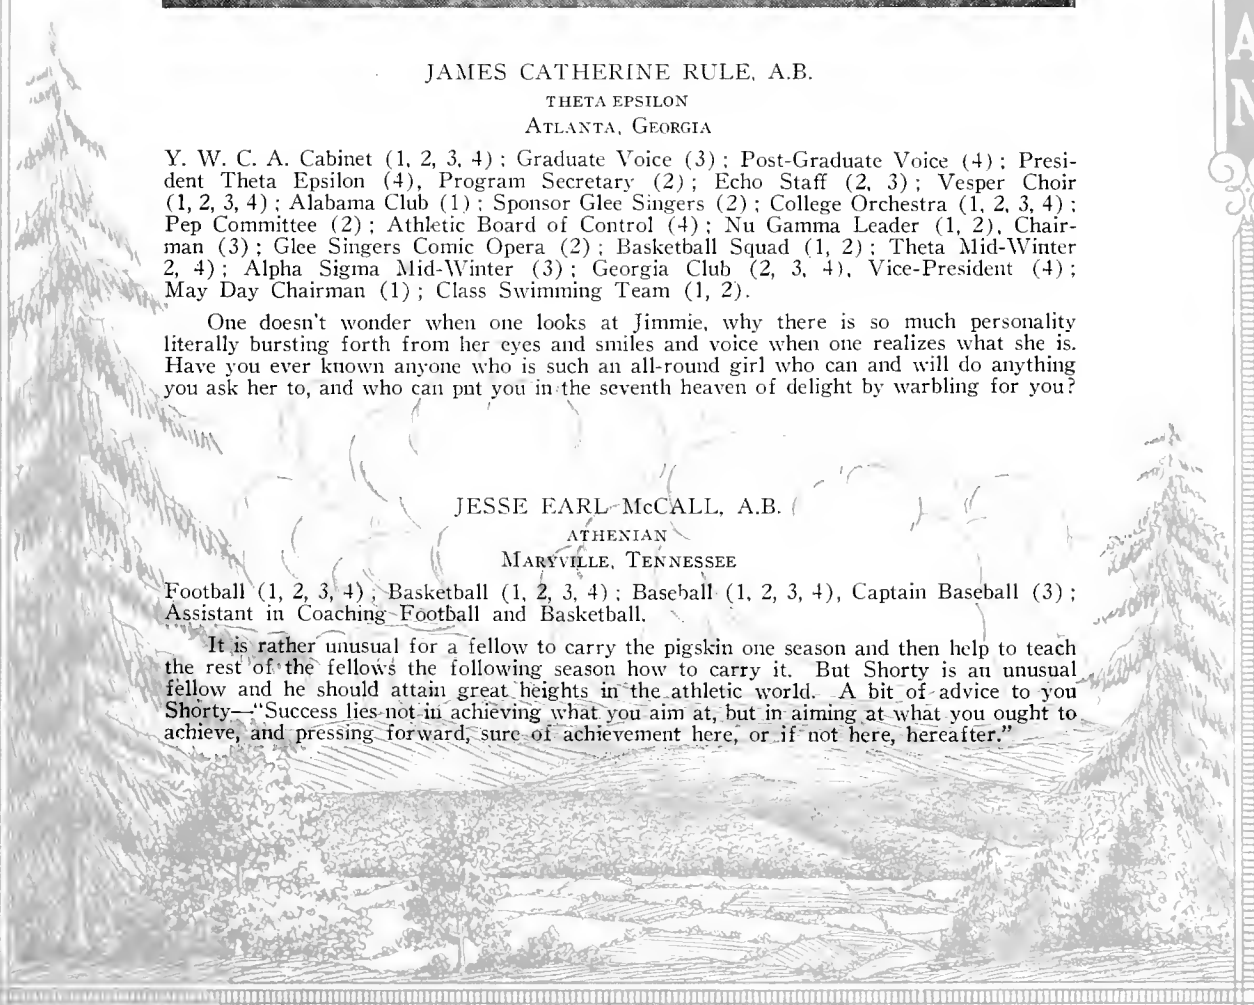 A
N
JAMES CATHERINE RULE, A.B.
THETA EPSILON
ATLANTA, GEORGIA
Y. W. C. A. Cabinet (1, 2, 3, 4) ; Graduate Voice (3) ; Post-Graduate Voice (4) ; Presi-
dent Theta Epsilon (4), Program Secretary (2) ; Echo Staff (2, 3) ; Vesper Choir
(1, 2, 3, 4) ; Alabama Club (1) ; Sponsor Glee Singers (2) ; College Orchestra (1, 2, 3, 4) ;
Pep Committee (2) ; Athletic Board of Control (4) ; Nu Gamma Leader (1, 2), Chair-
man (3) ; Glee Singers Comic Opera (2) ; Basketball Squad (1, 2) ; Theta Mid-Winter
2, 4) ; Alpha Sigma Mid-Winter (3) ; Georgia Club (2, 3, 4), Vice-President (4) ;
May Day Chairman (1) ; Class Swimming Team (1, 2).
One doesn't wonder when one looks at Jimmie, why there is so much personality
literally bursting forth from her eyes and smiles and voice when one realizes what she is.
Have you ever known anyone who is such an all-round girl who can and will do anything
you ask her to, and who can put you in the seventh heaven of delight by warbling for you?
JESSE EARL McCALL, A.B.
ATHENIAN
MARYVILLE, TENNESSEE
Football (1, 2, 3, 4) ; Basketball (1, 2, 3, 4) ; Baseball (1, 2, 3, 4), Captain Baseball (3) ;
Assistant in Coaching Football and Basketball.
It is rather unusual for a fellow to carry the pigskin one season and then help to teach
the rest of the fellows the following season how to carry it. But Shorty is an unusual
fellow and he should attain great heights in the athletic world. A bit of advice to you
Shorty—“Success lies not in achieving what you aim at, but in aiming at what you ought to
achieve, and pressing forward, sure of achievement here, or if not here, hereafter.”